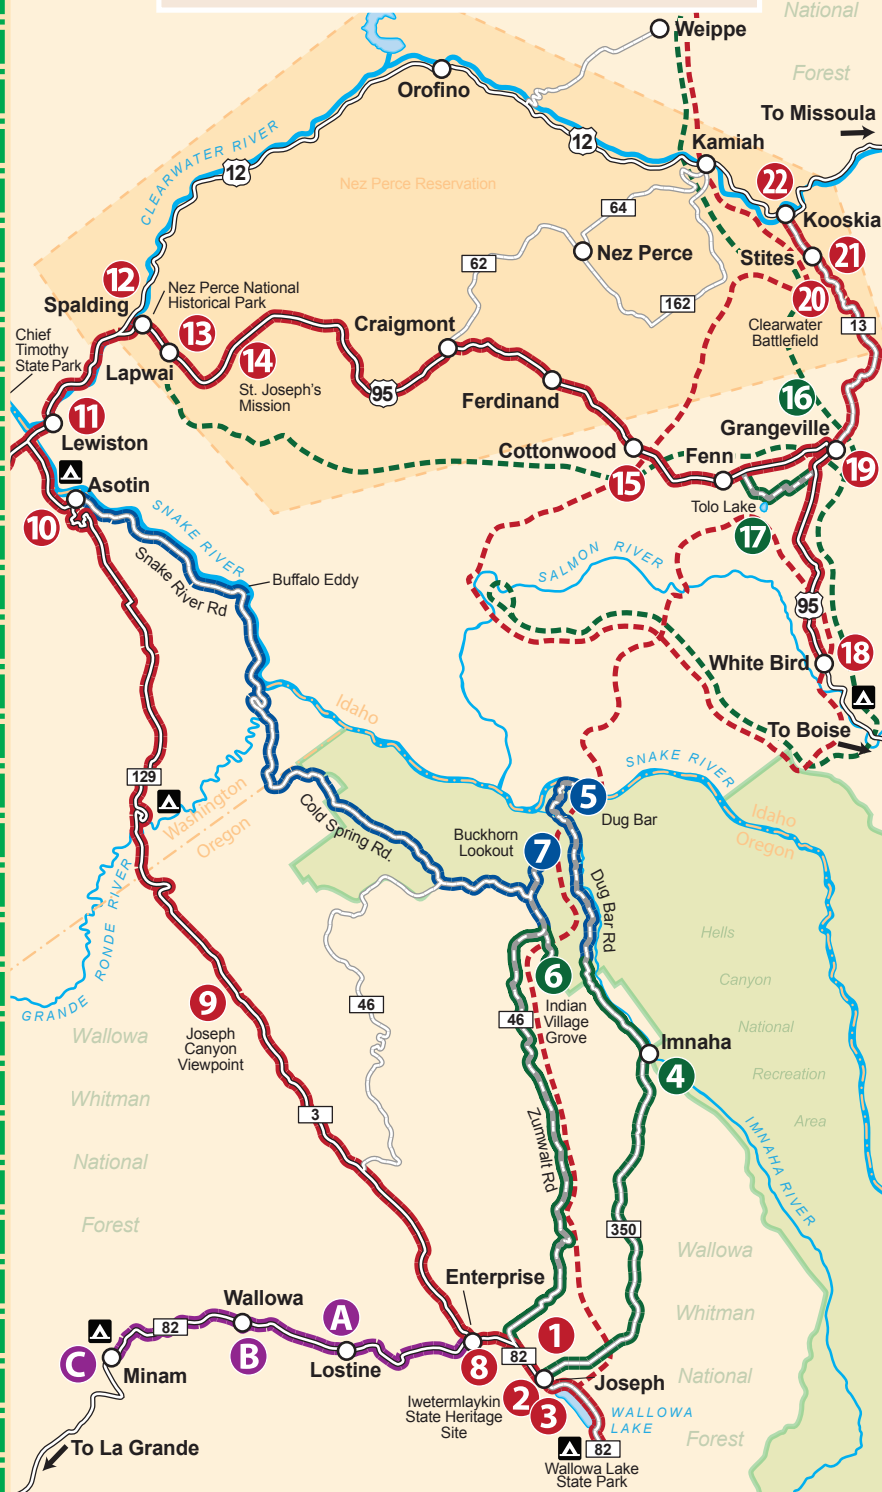 National
Weippe
Forest
Orofino
To Missoula
CLEARWATER RIVER
12
12
Kamiah
Nez Perce Reservation
22
64
Kooskia
Nez Perce
Stites
21
62
12
Nez Perce National
Historical Park
Spalding
162
20
13
Clearwater
Battlefield
13
Craigmont
Chief
Timothy
State Park
Lapwai
14
St. Joseph's
Mission
95
16
Ferdinand
11
Lewiston
Grangeville
Cottonwood
Fenn
19
15
Asotin
Tolo Lake
10
17
SNAKE RIVER
Snake River Rd
Buffalo Eddy
SALMON RIVER
95
18
White Bird
Idaho
To Boise
129
SNAKE RIVER
Washington
Oregon
Cold Spring Rd.
5
Dug Bar
Idaho
Oregon
Buckhorn
Lookout
7
GRANDE RONDE RIVER
Dug Bar Rd
Hells
Canyon
National
Recreation
Area
9
Joseph
Canyon
Viewpoint
46
46
6
Indian
Village
Grove
Imnaha
4
Wallowa
Whitman
National
Forest
3
Zumwalt Rd
IMNAHA RIVER
350
Wallowa
Whitman
National
Forest
Enterprise
Wallowa
A
82
1
B
C
Minam
Lostine
8
82
Joseph
2
3
Iwetermlaykin
State Heritage
Site
WALLOWA
LAKE
To La Grande
82
Wallowa Lake
State Park